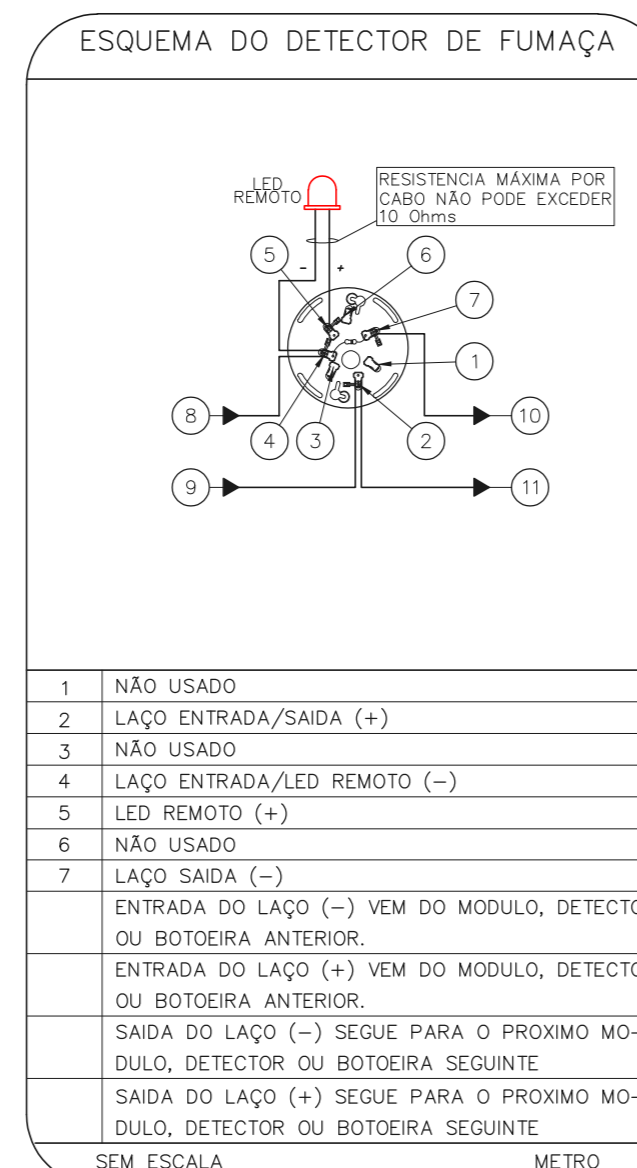 ESQUEMA DO DETECTOR DE FUMAÇA
LED
REMOTO
RESISTENCIA MÁXIMA POR
CABO NÃO PODE EXCEDER
10 Ohms
5
6
- +
7
1
8
10
4
3
2
9
11
1 NÃO USADO
2 LAÇO ENTRADA/SAIDA (+)
3 NÃO USADO
4 LAÇO ENTRADA/LED REMOTO (-)
5 LED REMOTO (+)
6 NÃO USADO
7 LAÇO SAIDA (-)
ENTRADA DO LAÇO (-) VEM DO MODULO, DETECTO
OU BOTOEIRA ANTERIOR.
ENTRADA DO LAÇO (+) VEM DO MODULO, DETECTO
OU BOTOEIRA ANTERIOR.
SAIDA DO LAÇO (-) SEGUE PARA O PROXIMO MO-
DULO, DETECTOR OU BOTOEIRA SEGUINTE
SAIDA DO LAÇO (+) SEGUE PARA O PROXIMO MO-
DULO, DETECTOR OU BOTOEIRA SEGUINTE
SEM ESCALA METRO